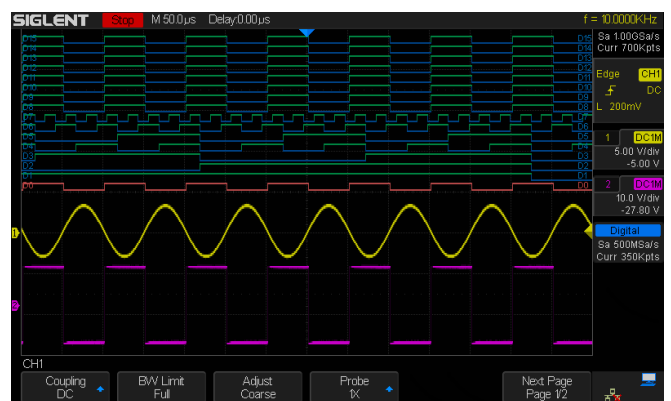 SIGLENT Stop M 50.0µs Delay:0.00µs f = 10.0000KHz
Sa 1.00GSa/s
Curr 700Kpts
D15 D15
D14 D14
D13 D13
D12 D12
D11 D11
D10 D10
D9 D9
D8 D8
D7 D7
D6 D6
D5 D5
D4 D4
D3 D3
D2 D2
D1 D1
D0 D0
Edge CH1
DC
L 200mV
1 DC1M
5.00 V/div
-5.00 V
2 DC1M
10.0 V/div
-27.80 V
Digital
Sa 500MSa/s
Curr 350Kpts
1
2
CH1
Coupling
DC
BW Limit
Full
Adjust
Coarse
Probe
1X
Next Page
Page 1/2